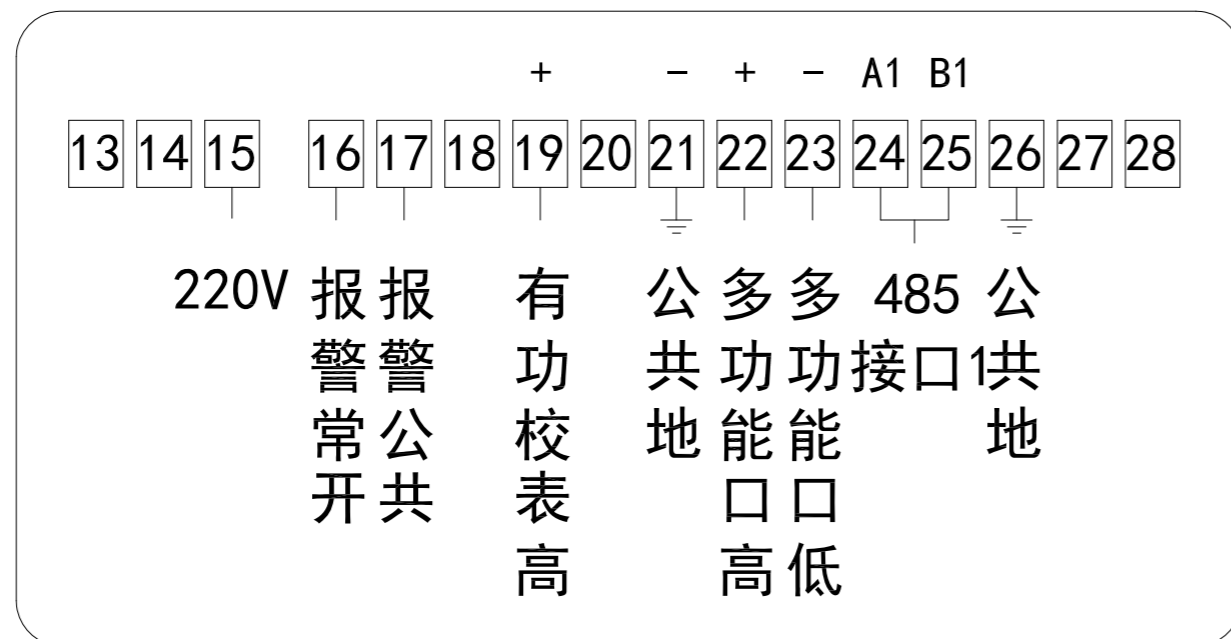 + - + - A1 B1
13 14 15 16 17 18 19 20 21 22 23 24 25 26 27 28
220V
报警常开
报警公共
有功校表高
公共地
多功能口高
多功能口低
485
接口1
公共地